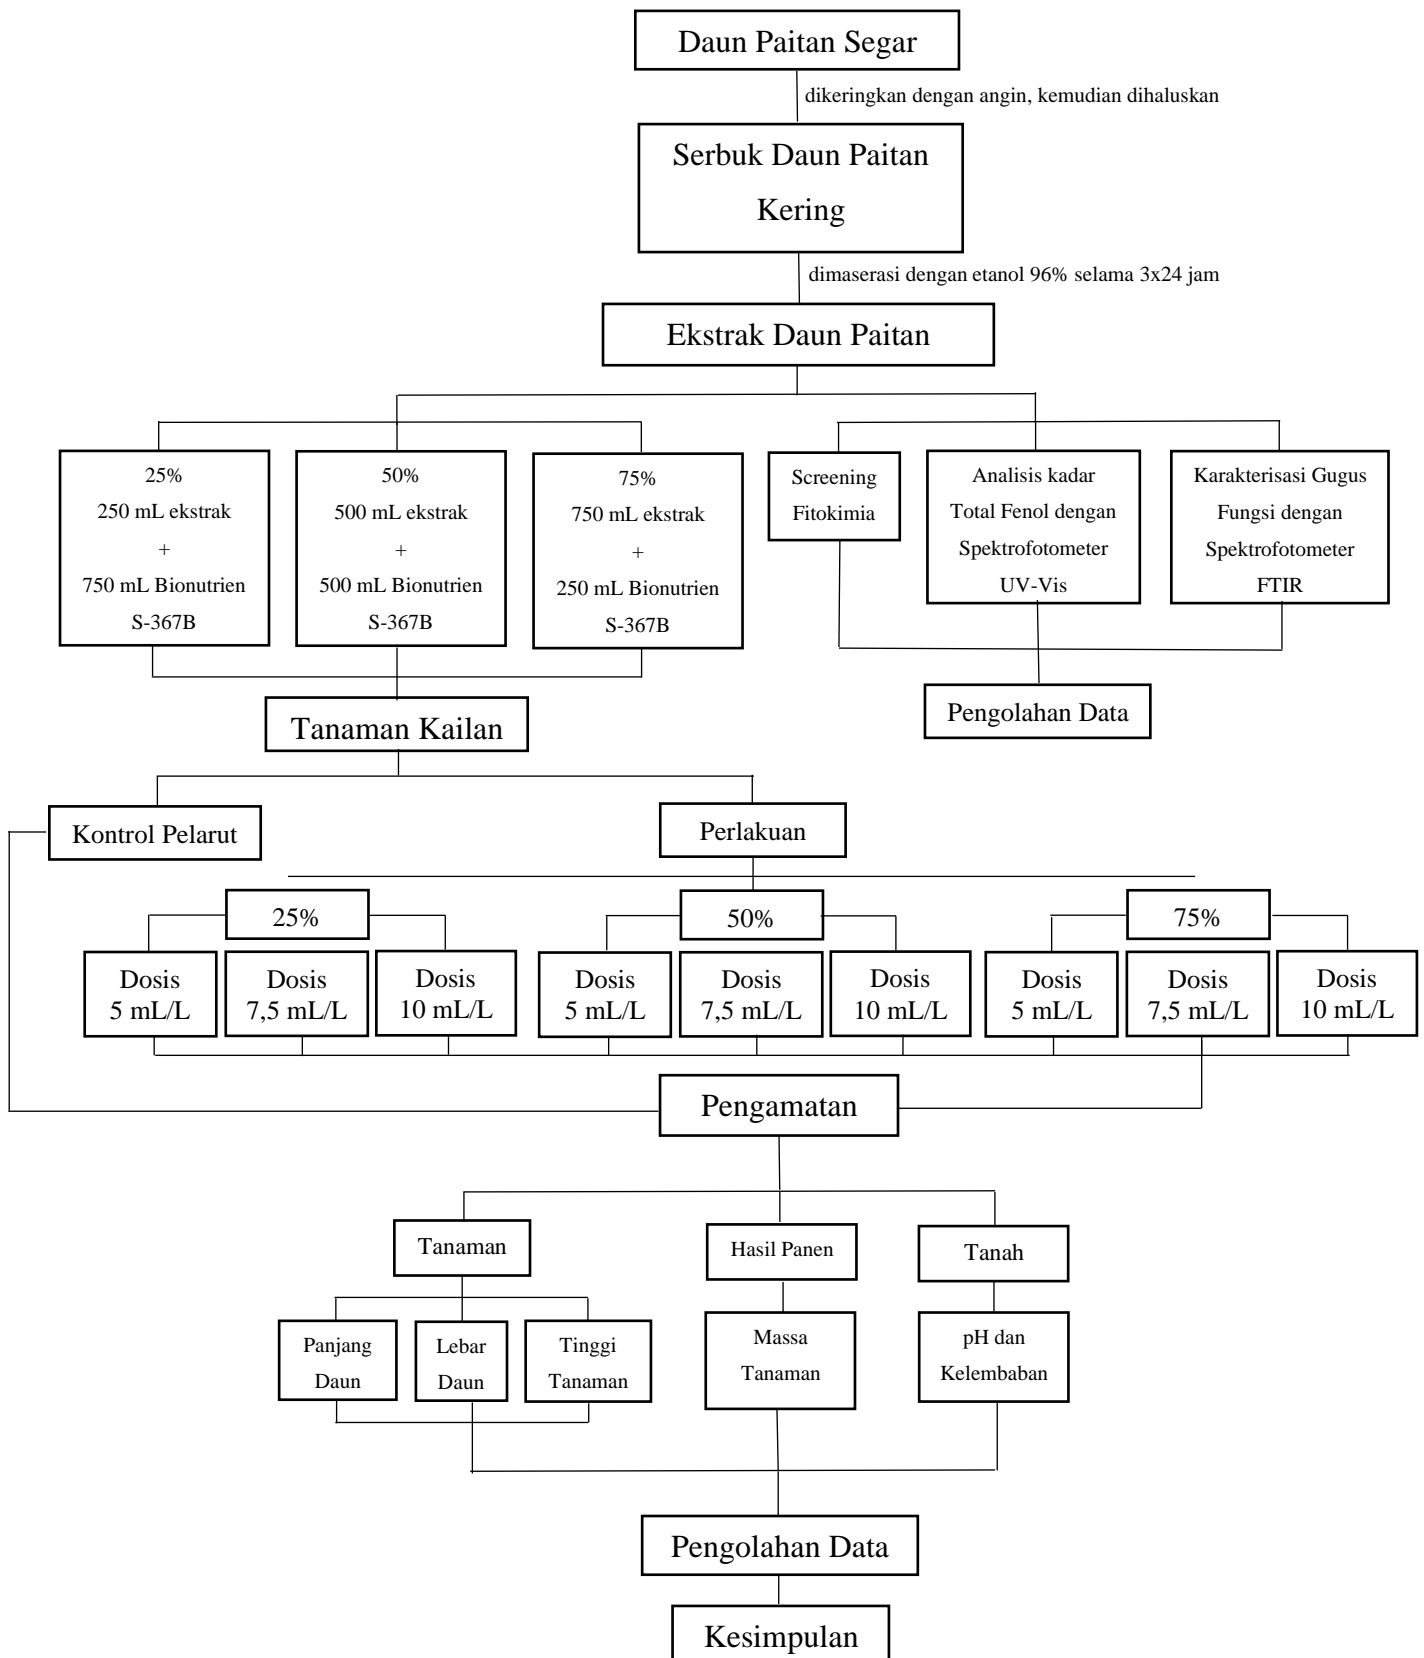 Daun Paitan Segar
dikeringkan dengan angin, kemudian dihaluskan
Serbuk Daun Paitan
Kering
dimaserasi dengan etanol 96% selama 3x24 jam
Ekstrak Daun Paitan
25%
250 mL ekstrak
+
750 mL Bionutrien
S-367B
50%
500 mL ekstrak
+
500 mL Bionutrien
S-367B
75%
750 mL ekstrak
+
250 mL Bionutrien
S-367B
Screening
Fitokimia
Analisis kadar
Total Fenol dengan
Spektrofotometer
UV-Vis
Karakterisasi Gugus
Fungsi dengan
Spektrofotometer
FTIR
Tanaman Kailan
Pengolahan Data
Kontrol Pelarut
Perlakuan
25%
50%
75%
Dosis
5 mL/L
Dosis
7,5 mL/L
Dosis
10 mL/L
Dosis
5 mL/L
Dosis
7,5 mL/L
Dosis
10 mL/L
Dosis
5 mL/L
Dosis
7,5 mL/L
Dosis
10 mL/L
Pengamatan
Tanaman
Hasil Panen
Tanah
Panjang
Daun
Lebar
Daun
Tinggi
Tanaman
Massa
Tanaman
pH dan
Kelembaban
Pengolahan Data
Kesimpulan